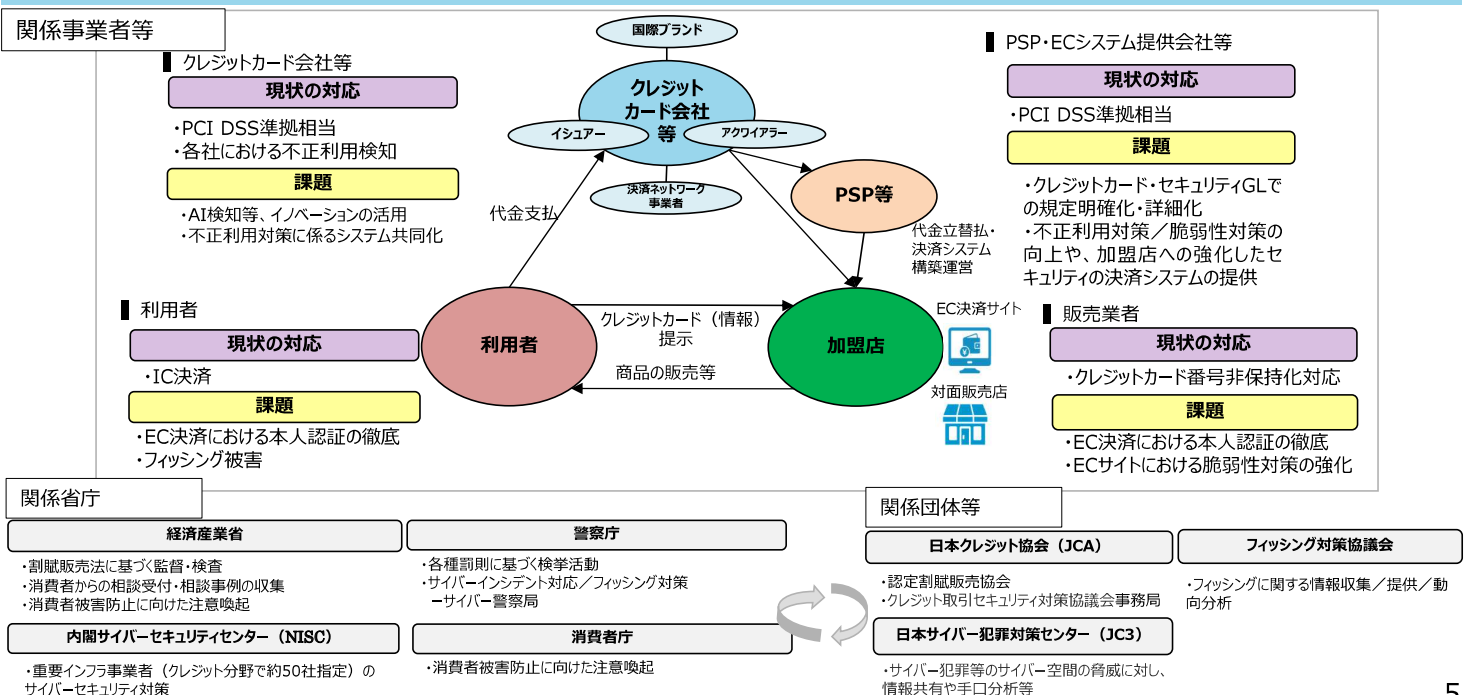 関係事業者等
国際ブランド
クレジット
カード会社
等
イシュアー
アクワイアラー
決済ネットワーク
事業者
PSP等
代金支払
代金立替払・
決済システム
構築運営
利用者
クレジットカード（情報）
提示
商品の販売等
加盟店
EC決済サイト
対面販売店
クレジットカード会社等
現状の対応
・PCI DSS準拠相当
・各社における不正利用検知
課題
・AI検知等、イノベーションの活用
・不正利用対策に係るシステム共同化
PSP・ECシステム提供会社等
現状の対応
・PCI DSS準拠相当
課題
・クレジットカード・セキュリティGLで
の規定明確化・詳細化
・不正利用対策／脆弱性対策の
向上や、加盟店への強化したセ
キュリティの決済システムの提供
利用者
現状の対応
・IC決済
課題
・EC決済における本人認証の徹底
・フィッシング被害
販売業者
現状の対応
・クレジットカード番号非保持化対応
課題
・EC決済における本人認証の徹底
・ECサイトにおける脆弱性対策の強化
関係省庁
経済産業省
・割賦販売法に基づく監督・検査
・消費者からの相談受付・相談事例の収集
・消費者被害防止に向けた注意喚起
警察庁
・各種罰則に基づく検挙活動
・サイバーインシデント対応／フィッシング対策
ーサイバー警察局
内閣サイバーセキュリティセンター（NISC）
・重要インフラ事業者（クレジット分野で約50社指定）の
サイバーセキュリティ対策
消費者庁
・消費者被害防止に向けた注意喚起
関係団体等
日本クレジット協会（JCA）
・認定割賦販売協会
・クレジット取引セキュリティ対策協議会事務局
フィッシング対策協議会
・フィッシングに関する情報収集／提供／動
向分析
日本サイバー犯罪対策センター（JC3）
・サイバー犯罪等のサイバー空間の脅威に対し、
情報共有や手口分析等
5